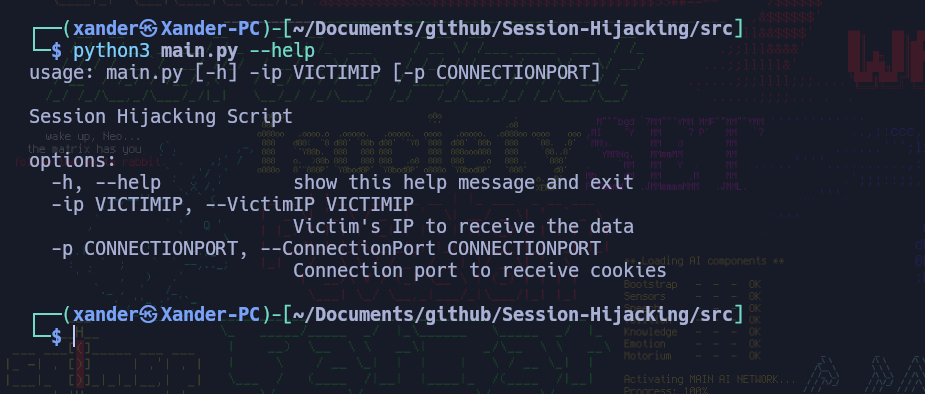 ┌──(xander㉿Xander-PC)-[~/Documents/github/Session-Hijacking/src]
└─$ python3 main.py --help
usage: main.py [-h] -ip VICTIMIP [-p CONNECTIONPORT]
Session Hijacking Script
wake up, Neo...
the matrix has you
rabbit
options:
-h, --help show this help message and exit
-ip VICTIMIP, --VictimIP VICTIMIP
Victim's IP to receive the data
-p CONNECTIONPORT, --ConnectionPort CONNECTIONPORT
Connection port to receive cookies
** Loading AI components **
Bootstrap - - - OK
Sensors - - - OK
OK
OK
Knowledge - - - OK
Emotion - - - OK
Motorium - - - OK
┌──(xander㉿Xander-PC)-[~/Documents/github/Session-Hijacking/src]
└─$
Activating MAIN AI NETWORK...
Progress: 100%